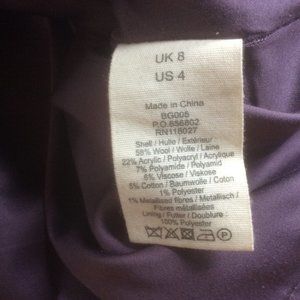 UK 8
US 4
Made in China
BG005
P.O.656802
RN116027
Shell / Hulle / Extérieur :
58% Wool / Wolle / Laine
22% Acrylic / Polyacryl / Acrylique
7% Polyamide / Polyamid
6% Viscose / Viskose
5% Cotton / Baumwolle / Coton
1% Polyester
1% Metallised fibres / Metallisch /
Fibres métallisées
Lining / Futter / Doublure :
100% Polyester